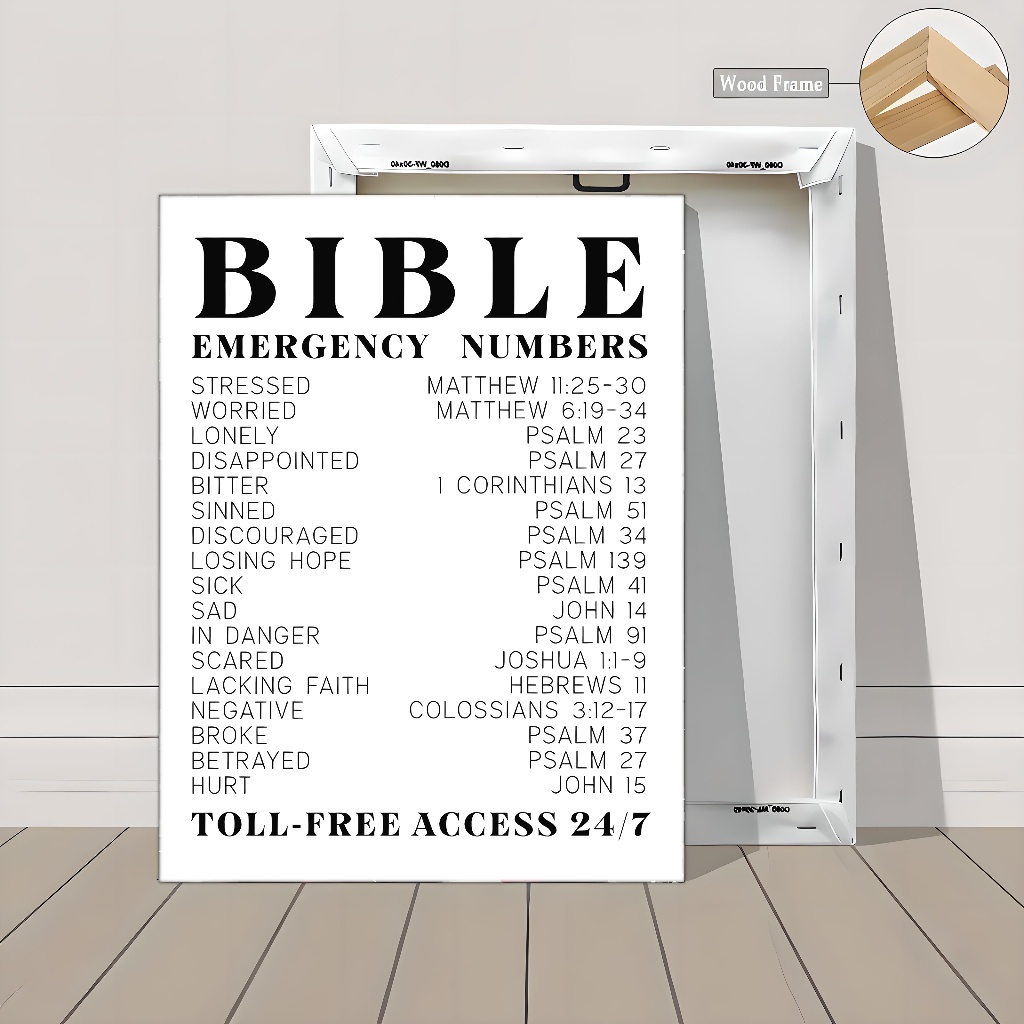 Wood Frame
BIBLE
EMERGENCY NUMBERS
STRESSED MATTHEW 11:25-30
WORRIED MATTHEW 6:19-34
LONELY PSALM 23
DISAPPOINTED PSALM 27
BITTER 1 CORINTHIANS 13
SINNED PSALM 51
DISCOURAGED PSALM 34
LOSING HOPE PSALM 139
SICK PSALM 41
SAD JOHN 14
IN DANGER PSALM 91
SCARED JOSHUA 1:1-9
LACKING FAITH HEBREWS 11
NEGATIVE COLOSSIANS 3:12-17
BROKE PSALM 37
BETRAYED PSALM 27
HURT JOHN 15
TOLL-FREE ACCESS 24/7